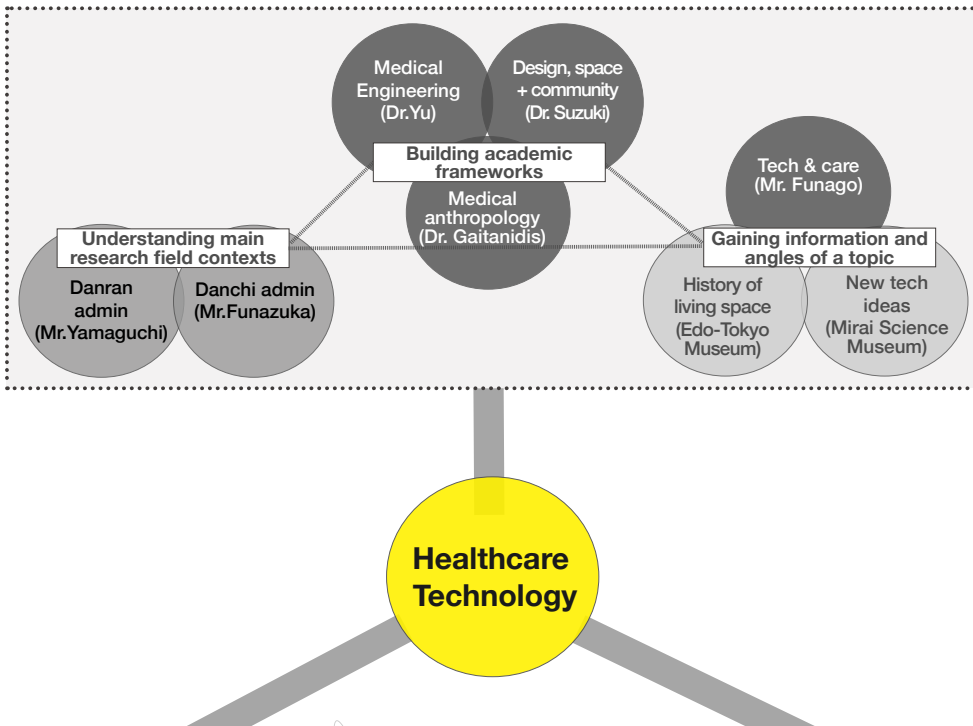 Medical
Engineering
(Dr.Yu)
Design, space
+ community
(Dr. Suzuki)
Building academic
frameworks
Medical
anthropology
(Dr. Gaitanidis)
Tech & care
(Mr. Funago)
Understanding main
research field contexts
Danran
admin
(Mr.Yamaguchi)
Danchi admin
(Mr.Funazuka)
Gaining information and
angles of a topic
History of
living space
(Edo-Tokyo
Museum)
New tech
ideas
(Mirai Science
Museum)
Healthcare
Technology